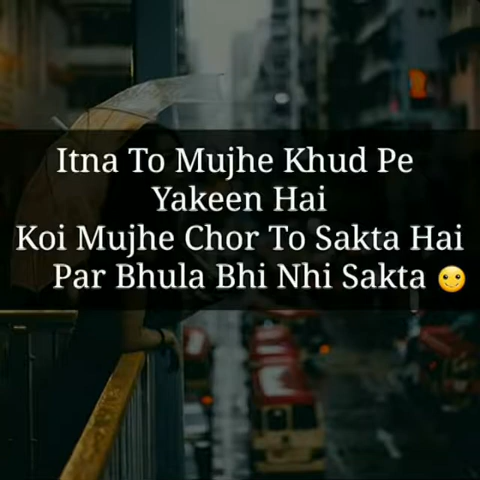 Itna To Mujhe Khud Pe
Yakeen Hai
Koi Mujhe Chor To Sakta Hai
Par Bhula Bhi Nhi Sakta 🙂